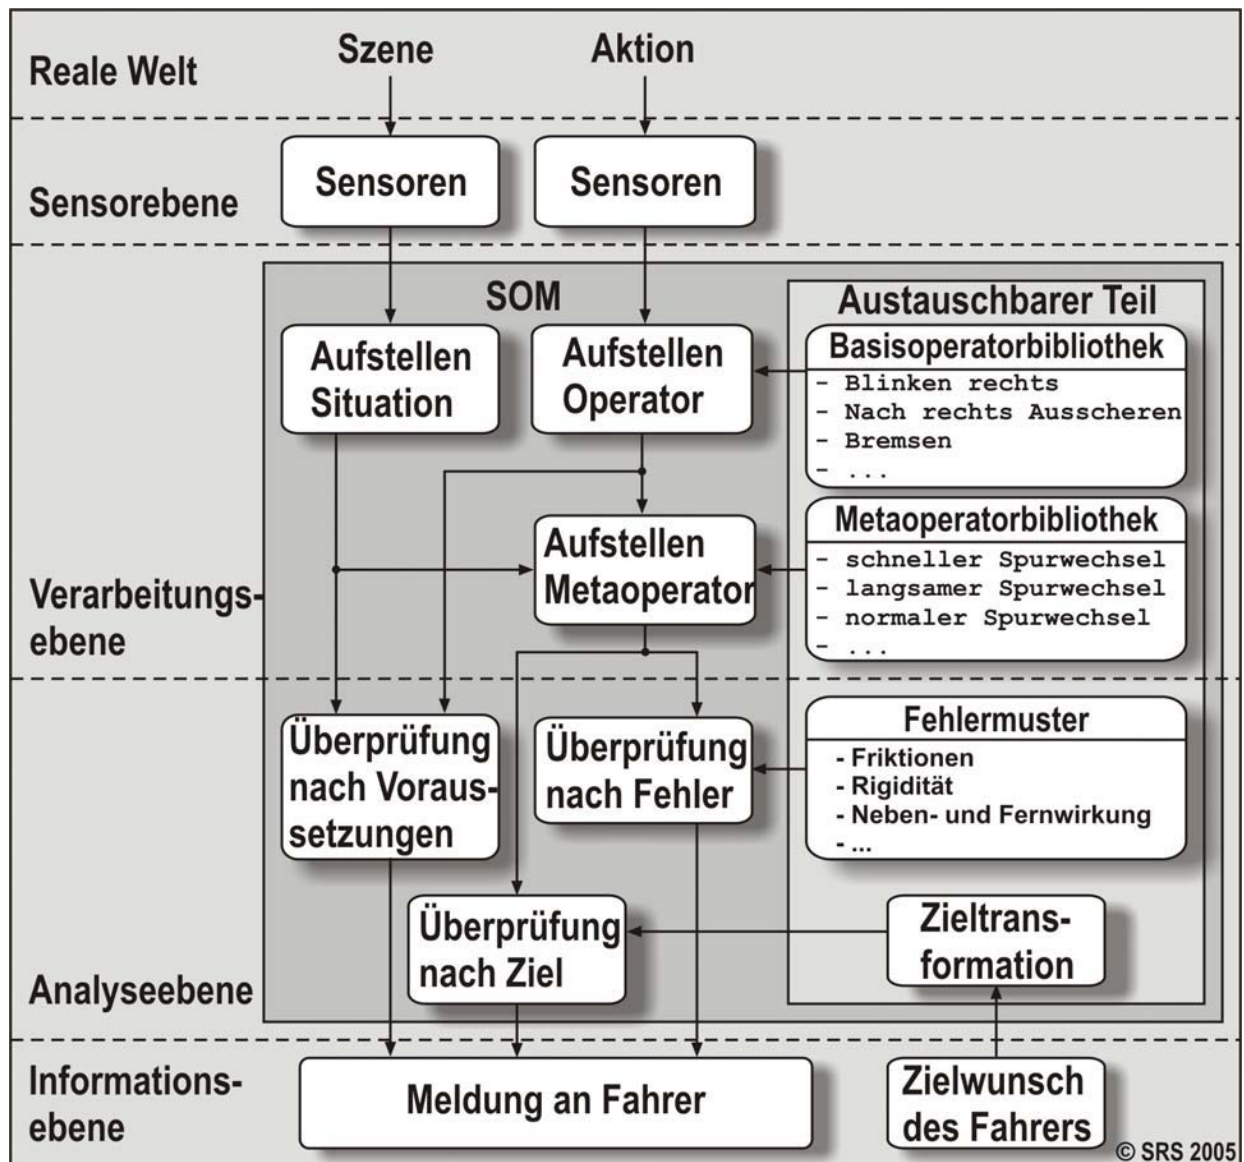 Reale Welt
Szene
Aktion
Sensorebene
Sensoren
Sensoren
SOM
Austauschbarer Teil
Aufstellen
Situation
Aufstellen
Operator
Basisoperatorbibliothek
- Blinken rechts
- Nach rechts Ausscheren
- Bremsen
- ...
Verarbeitungs-
ebene
Aufstellen
Metaoperator
Metaoperatorbibliothek
- schneller Spurwechsel
- langsamer Spurwechsel
- normaler Spurwechsel
- ...
Analyseebene
Überprüfung
nach Voraus-
setzungen
Überprüfung
nach Fehler
Fehlermuster
- Friktionen
- Rigidität
- Neben- und Fernwirkung
- ...
Überprüfung
nach Ziel
Zieltrans-
formation
Informations-
ebene
Meldung an Fahrer
Zielwunsch
des Fahrers
© SRS 2005